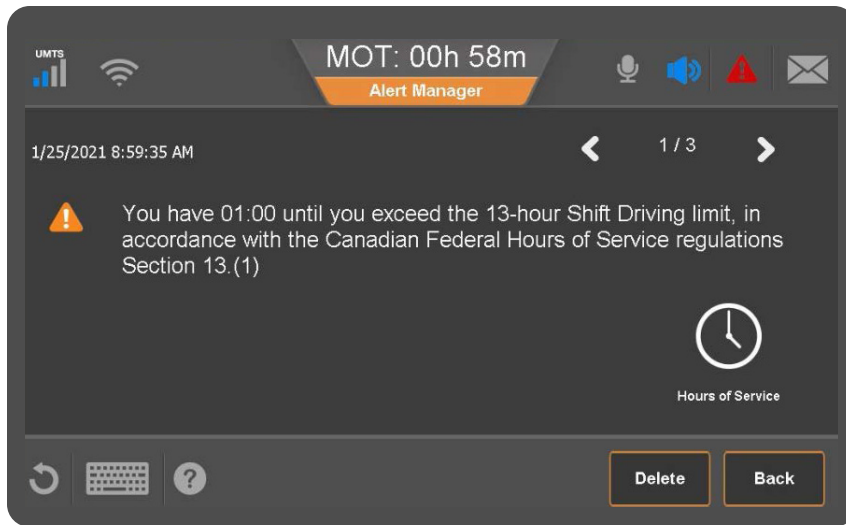 UMTS
MOT: 00h 58m
Alert Manager
1/25/2021 8:59:35 AM
1 / 3
You have 01:00 until you exceed the 13-hour Shift Driving limit, in
accordance with the Canadian Federal Hours of Service regulations
Section 13.(1)
Hours of Service
?
Delete
Back